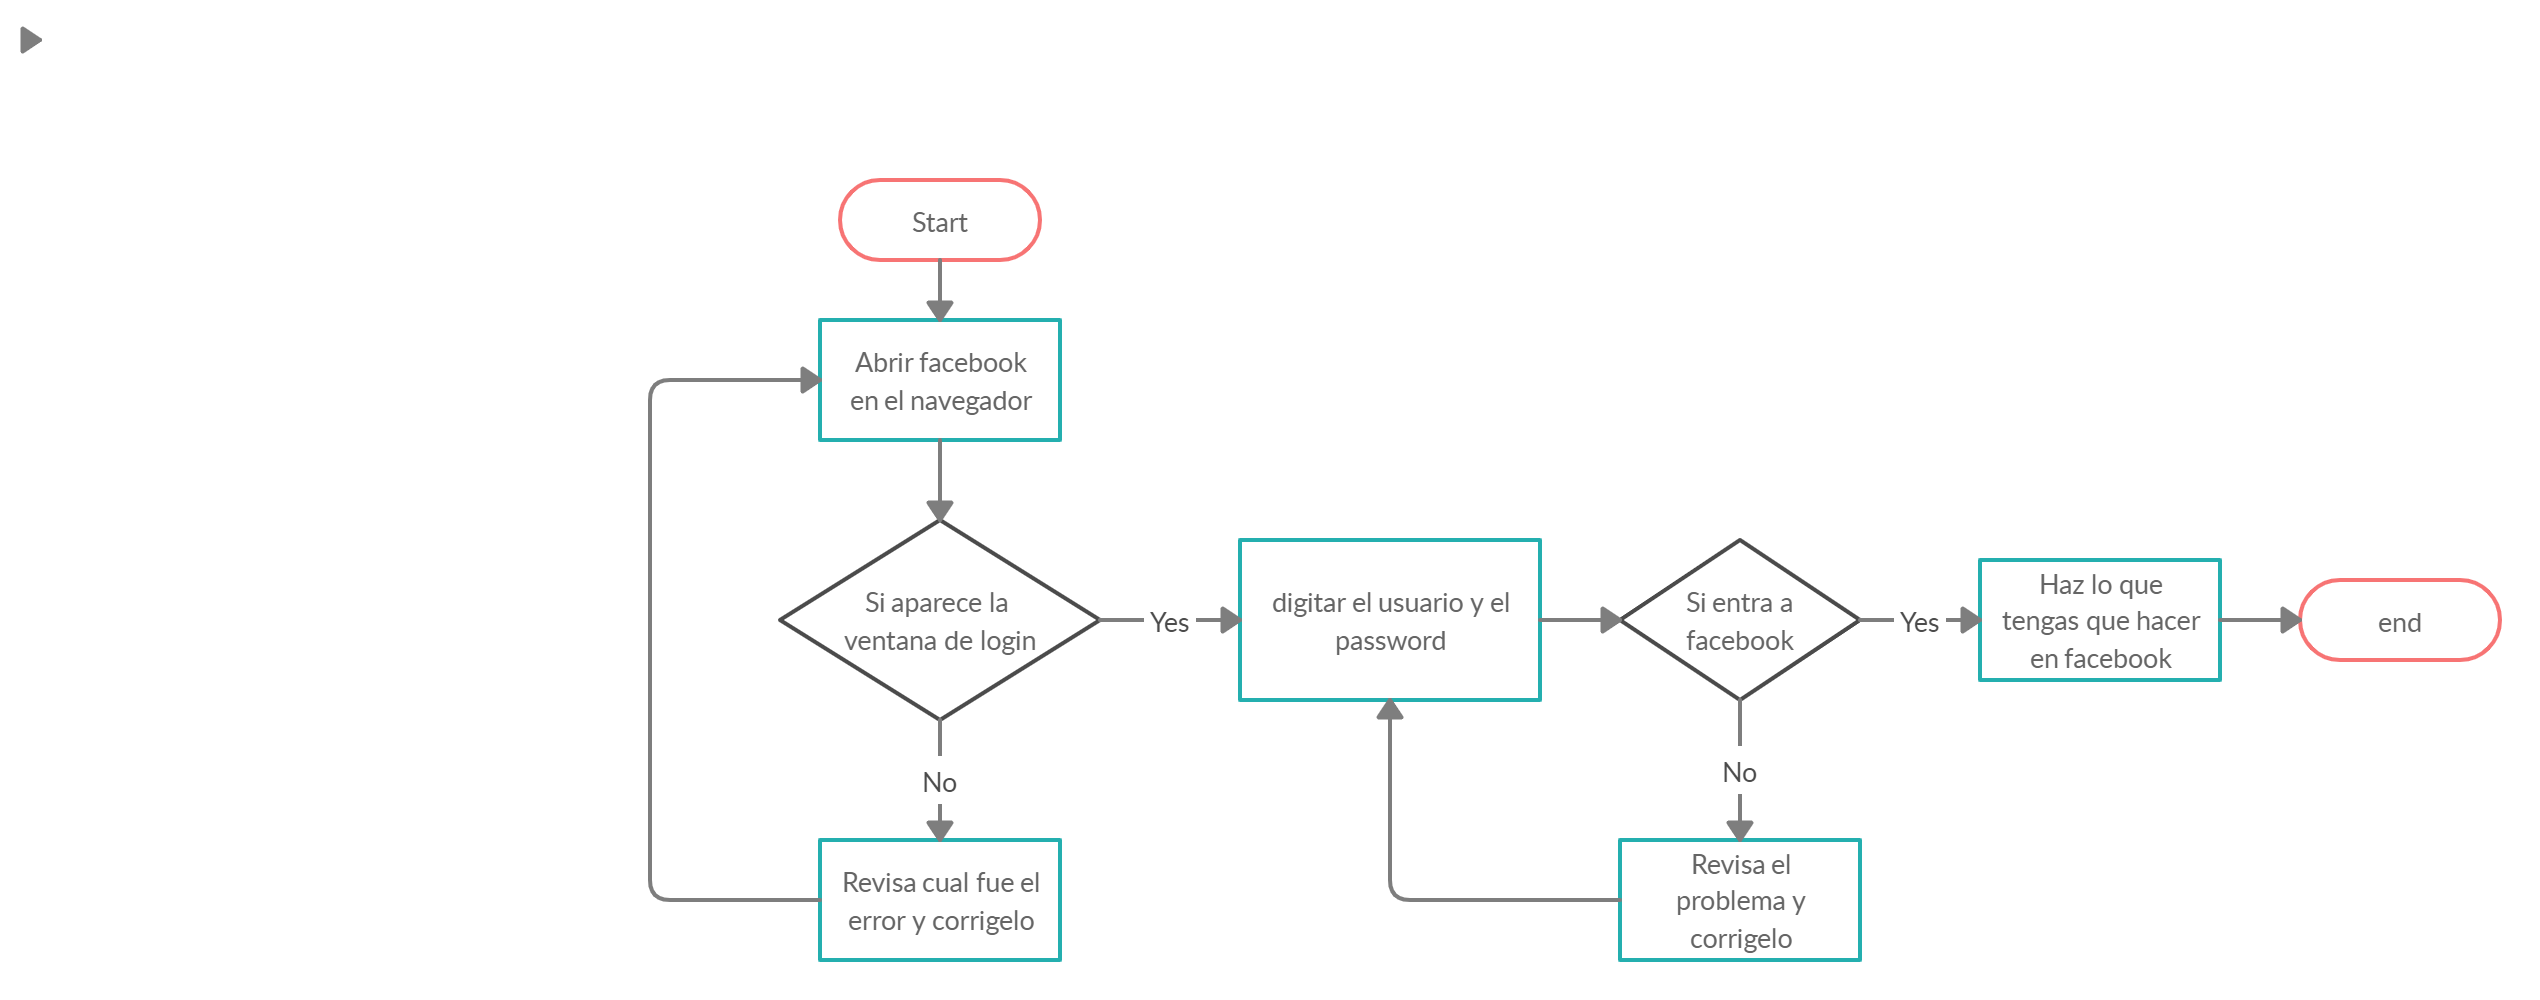 Start
Abrir facebook
en el navegador
Si aparece la
ventana de login
Yes
digitar el usuario y el
password
Si entra a
facebook
Yes
Haz lo que
tengas que hacer
en facebook
end
No
Revisa cual fue el
error y corrigelo
No
Revisa el
problema y
corrigelo